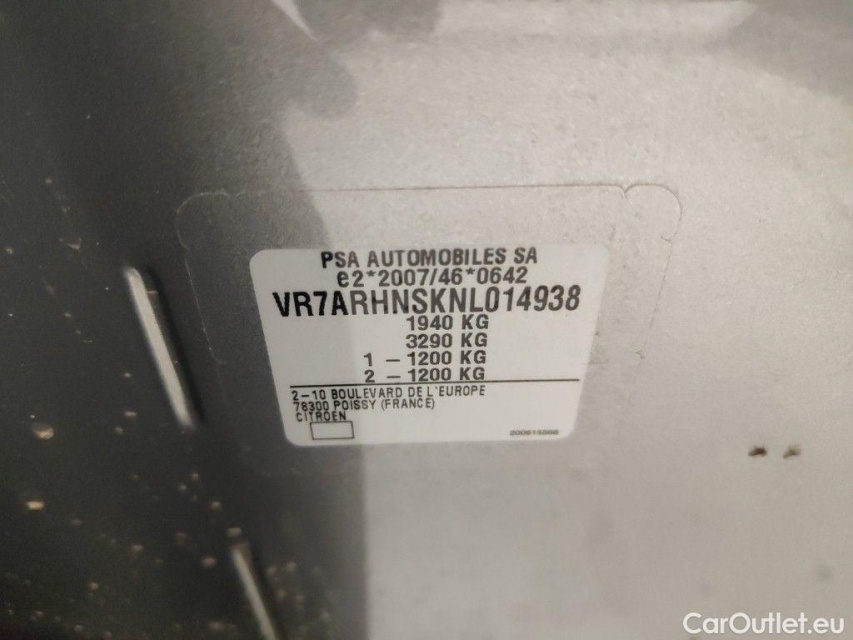 PSA AUTOMOBILES SA
e2*2007/46*0642
VR7ARHNSKNL014938
1940 KG
3290 KG
1 – 1200 KG
2 – 1200 KG
2–10 BOULEVARD DE L'EUROPE
78300 POISSY (FRANCE)
CITROEN
CarOutlet.eu